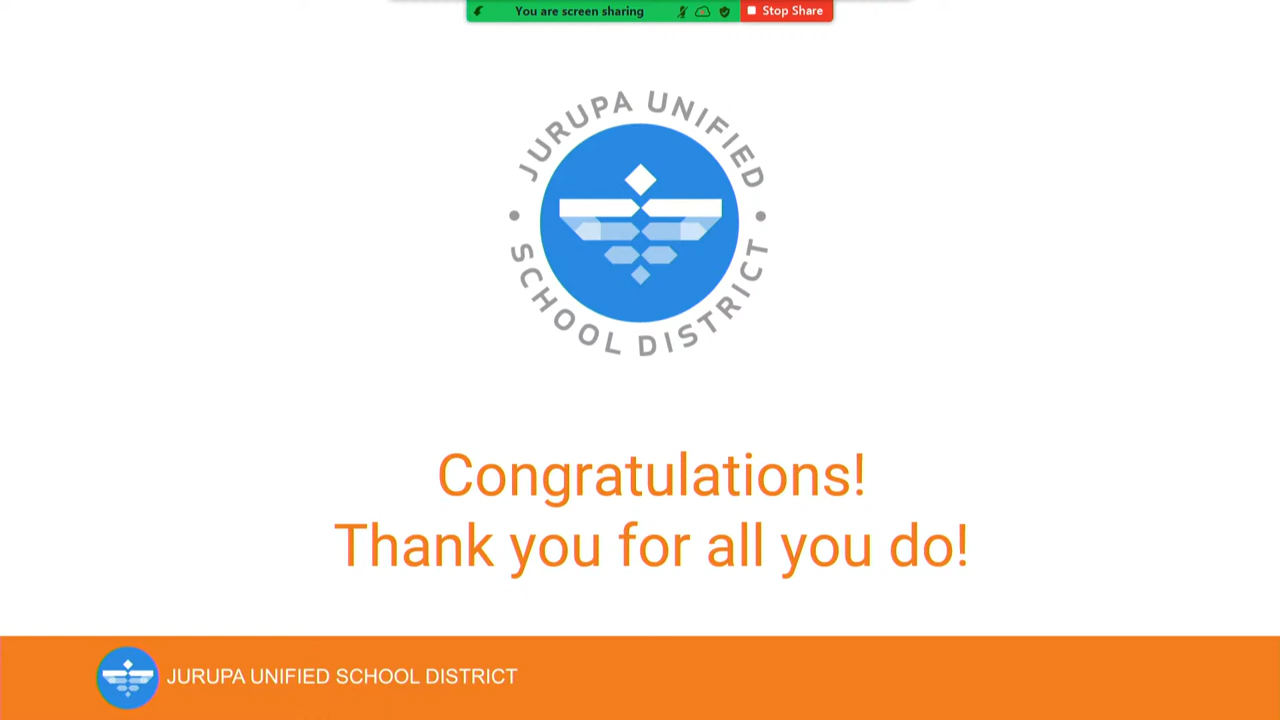 You are screen sharing
Stop Share
JURUPA UNIFIED
SCHOOL DISTRICT
Congratulations!
Thank you for all you do!
JURUPA UNIFIED SCHOOL DISTRICT